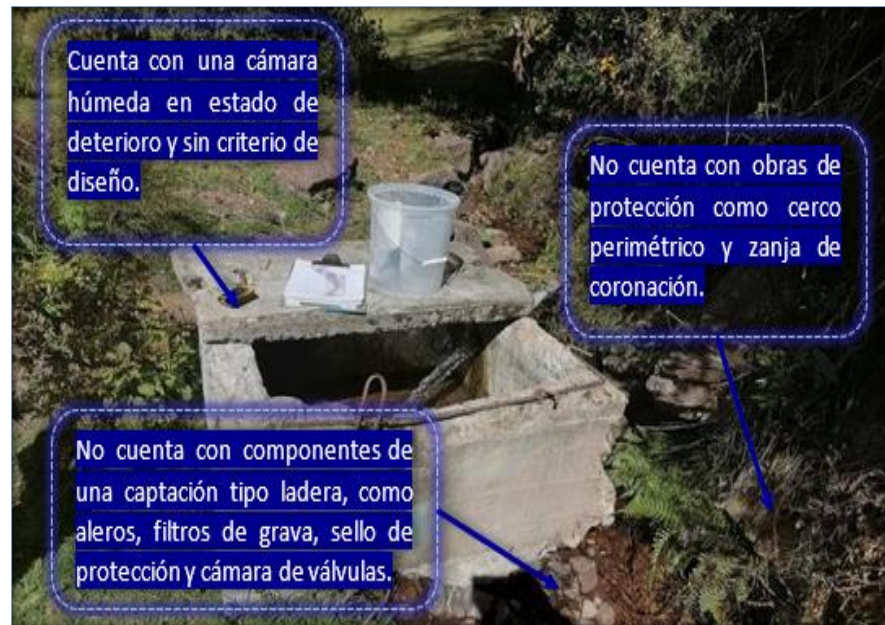 Cuenta con una cámara
húmeda en estado de
deterioro y sin criterio de
diseño.
No cuenta con obras de
protección como cerco
perimétrico y zanja de
coronación.
No cuenta con componentes de
una captación tipo ladera, como
aleros, filtros de grava, sello de
protección y cámara de válvulas.